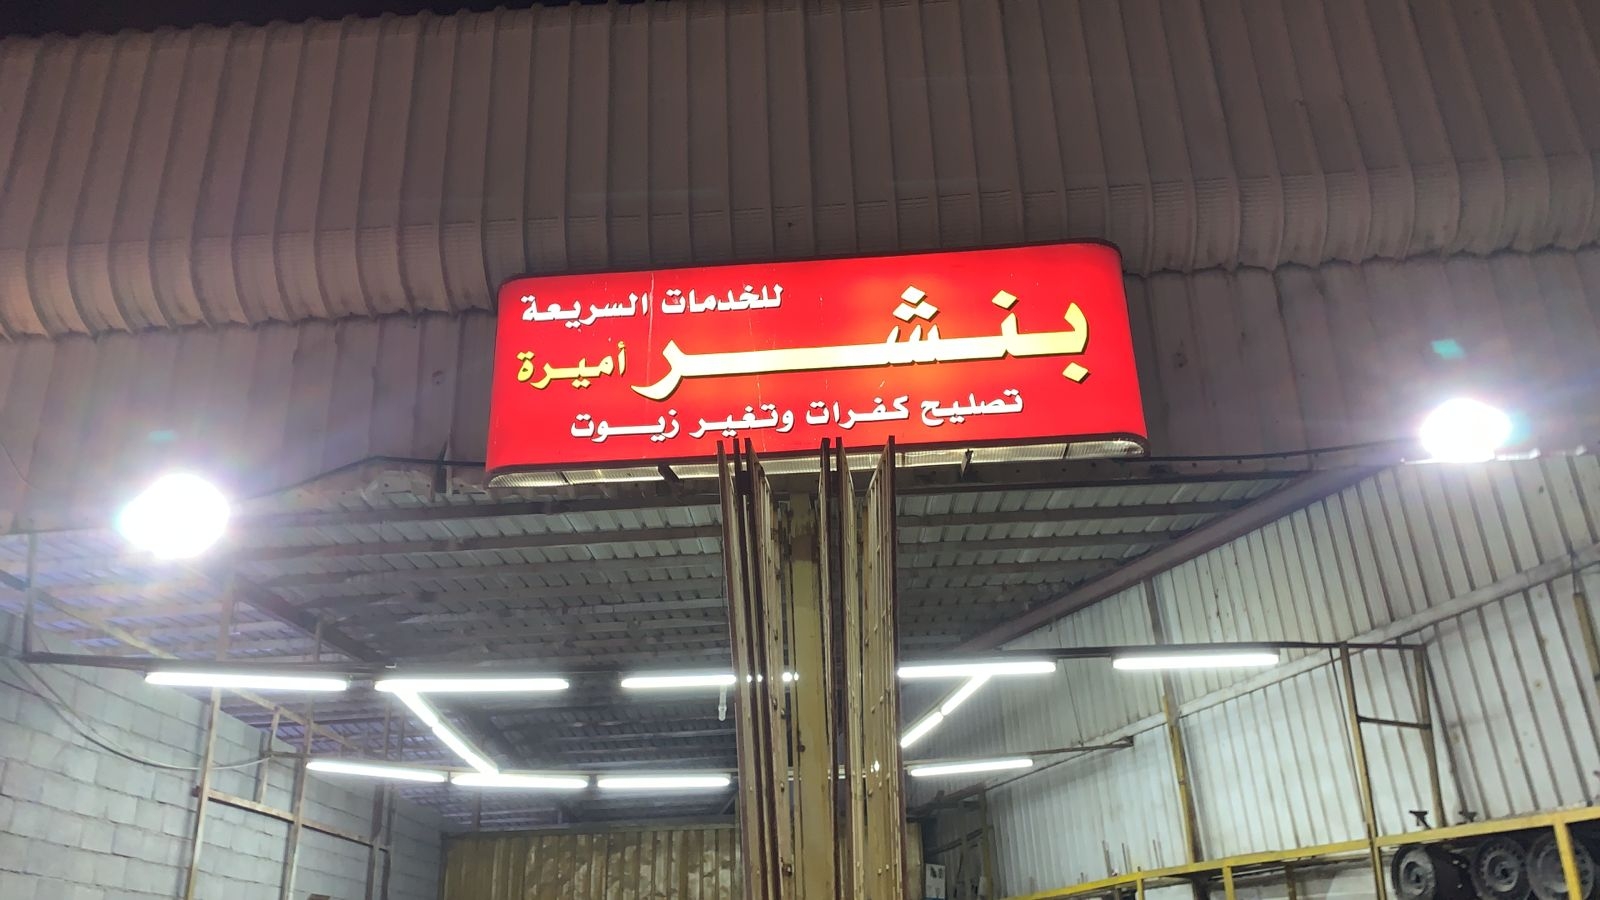 للخدمات السريعة
بنشر أميرة
تصليح كفرات وتغير زيوت